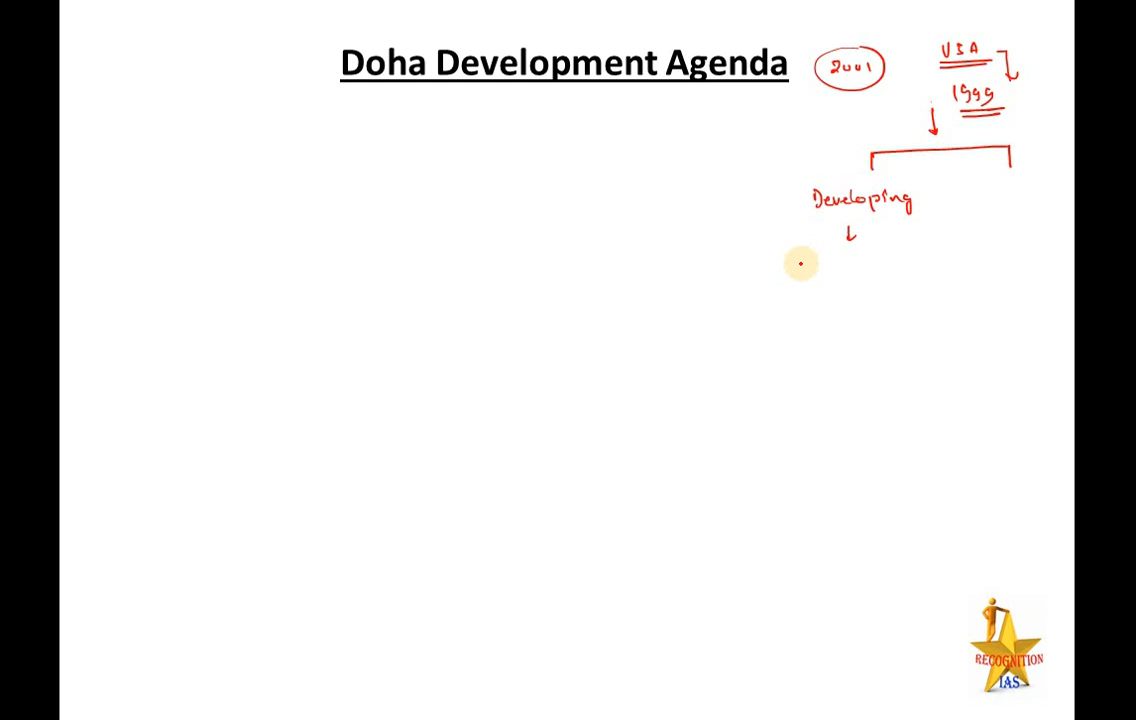 Doha Development Agenda
2001
USA
1999
Developing
RECOGNITION
IAS